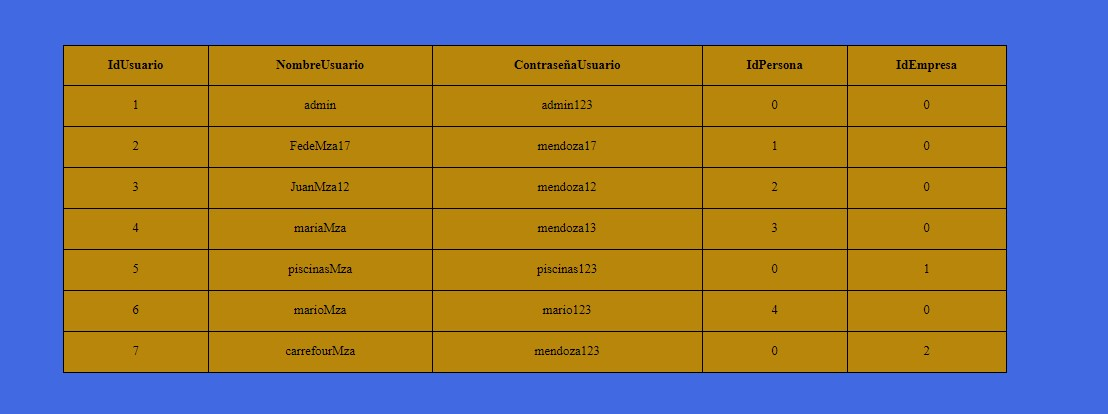 IdUsuario NombreUsuario ContraseñaUsuario IdPersona IdEmpresa
1 admin admin123 0 0
2 FedeMza17 mendoza17 1 0
3 JuanMza12 mendoza12 2 0
4 mariaMza mendoza13 3 0
5 piscinasMza piscinas123 0 1
6 marioMza mario123 4 0
7 carrefourMza mendoza123 0 2